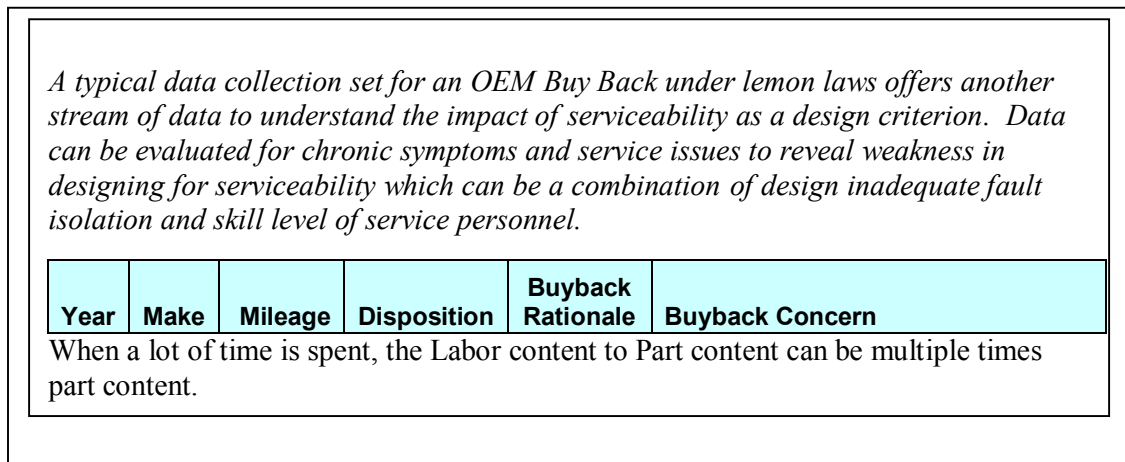 A typical data collection set for an OEM Buy Back under lemon laws offers another
stream of data to understand the impact of serviceability as a design criterion.  Data
can be evaluated for chronic symptoms and service issues to reveal weakness in
designing for serviceability which can be a combination of design inadequate fault
isolation and skill level of service personnel.
Year Make Mileage Disposition Buyback Rationale Buyback Concern
When a lot of time is spent, the Labor content to Part content can be multiple times
part content.